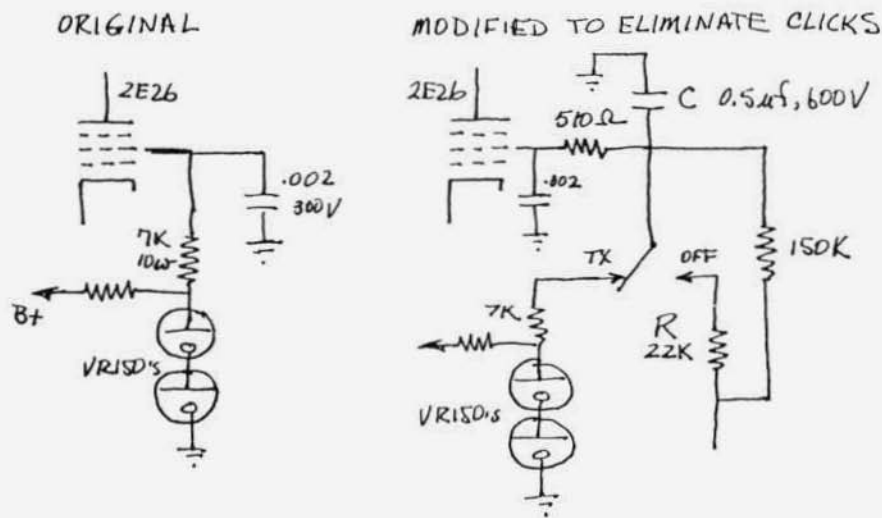 ORIGINAL
2E26
.002
300V
7K
10W
B+
VR150's
MODIFIED TO ELIMINATE CLICKS
2E26
C 0.5µf, 600V
510Ω
.002
TX
OFF
150K
7K
R
22K
VR150's